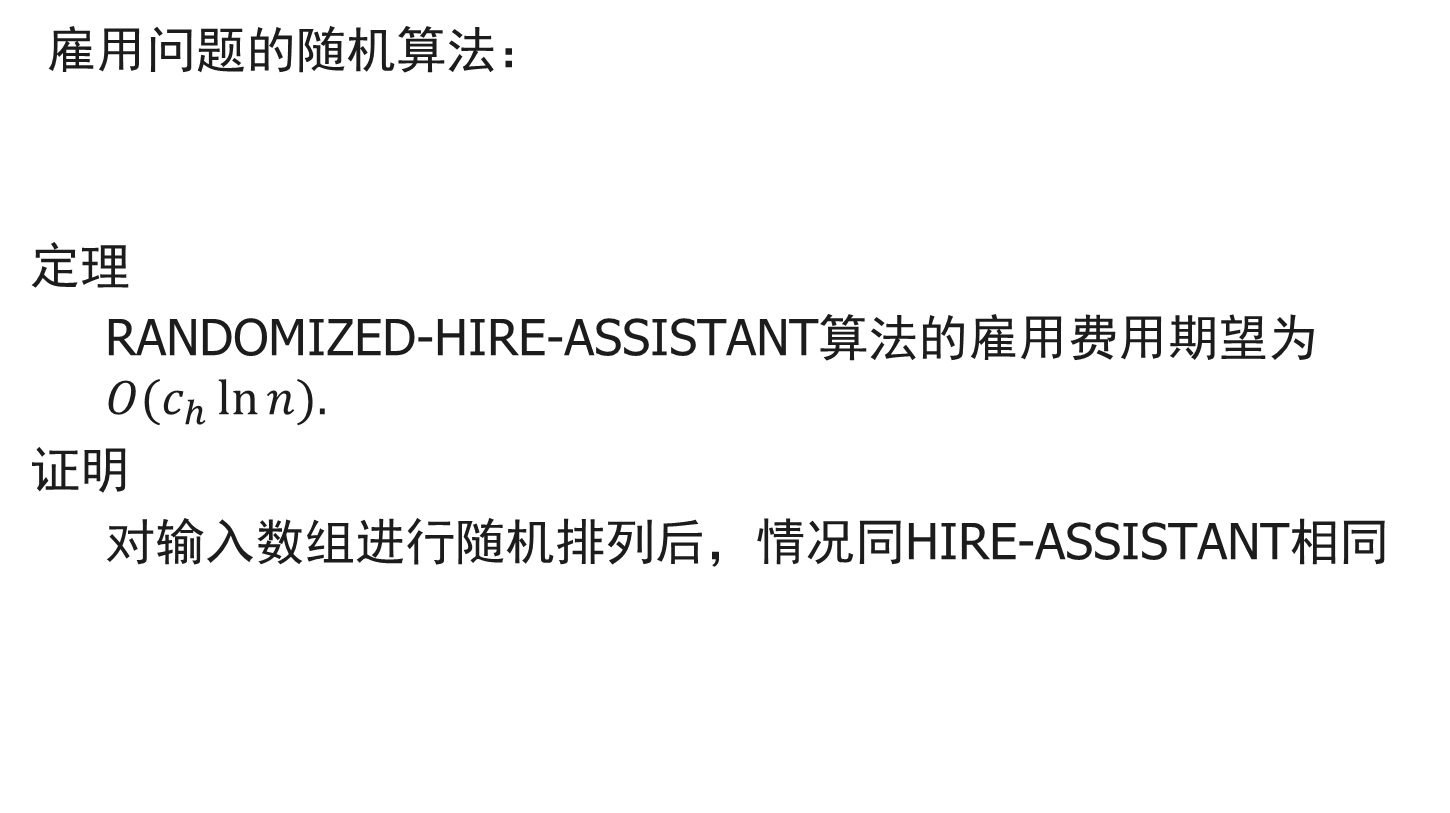 雇用问题的随机算法：
定理
RANDOMIZED-HIRE-ASSISTANT算法的雇用费用期望为
𝑂(𝑐ₕ ln 𝑛).
证明
对输入数组进行随机排列后，情况同HIRE-ASSISTANT相同